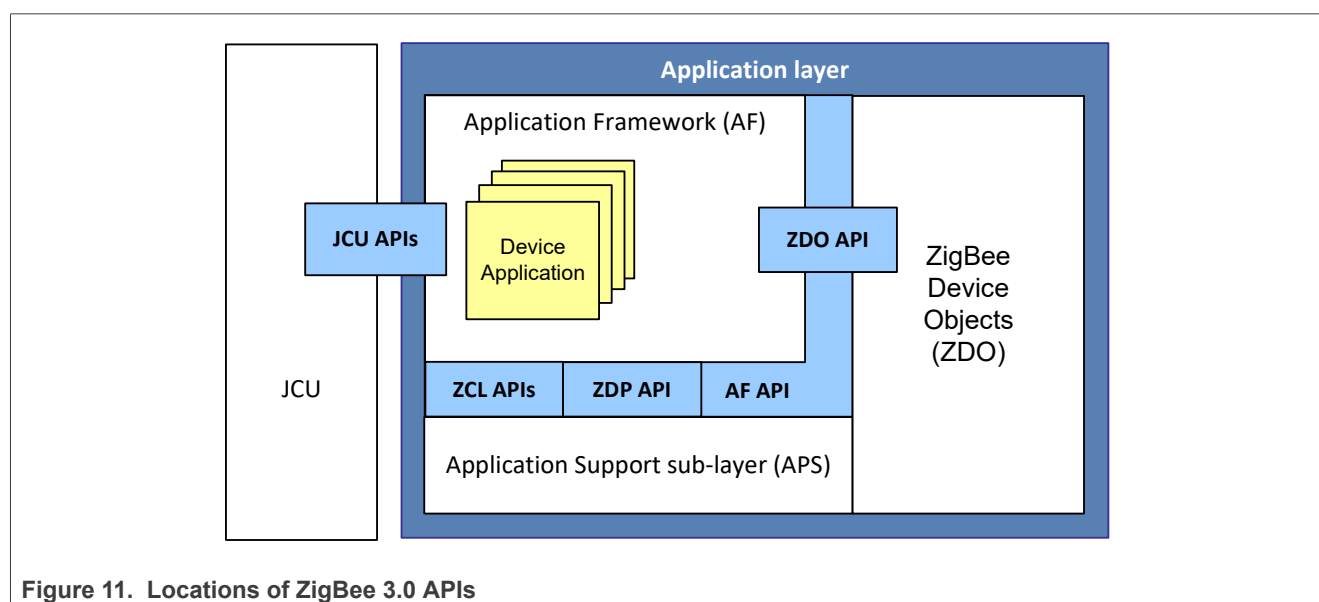 Application layer
Application Framework (AF)
JCU APIs
Device
Application
ZDO API
ZigBee
Device
Objects
(ZDO)
JCU
ZCL APIs
ZDP API
AF API
Application Support sub-layer (APS)
Figure 11. Locations of ZigBee 3.0 APIs